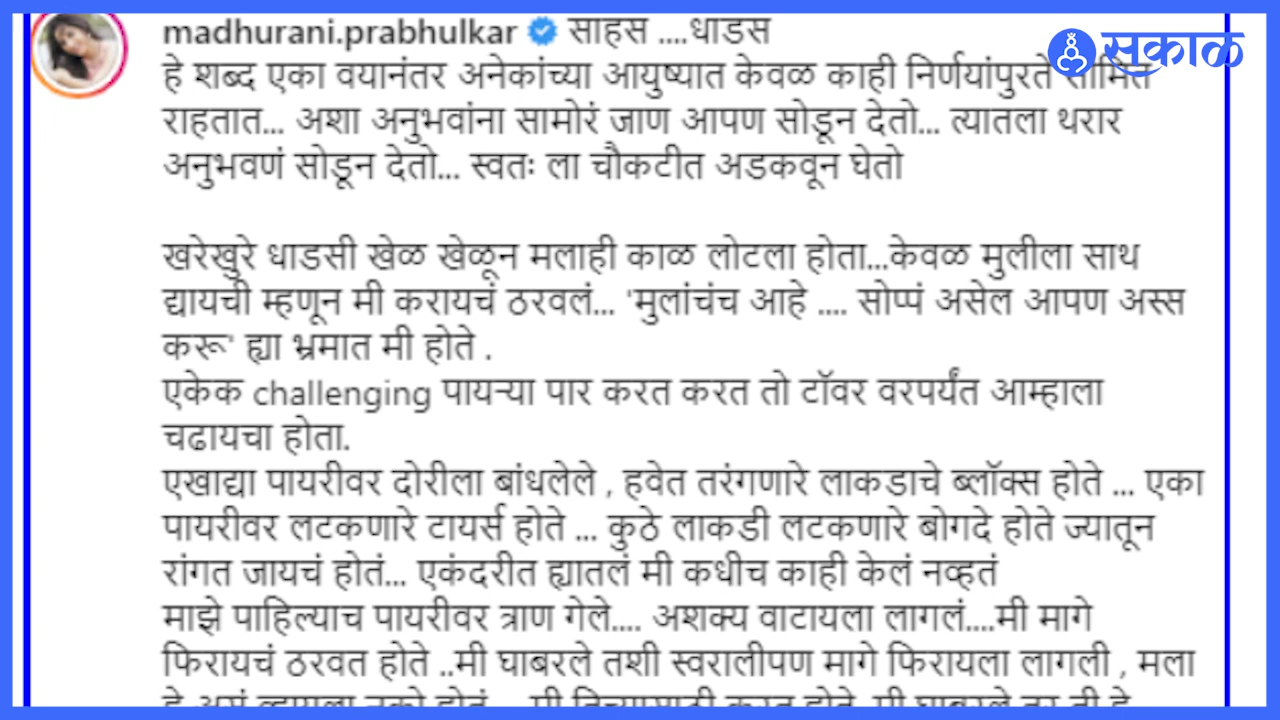 madhurani.prabhulkar साहस ....धाडस
सकाळ
हे शब्द एका वयानंतर अनेकांच्या आयुष्यात केवळ काही निर्णयांपुरते सीमित
राहतात... अशा अनुभवांना सामोरं जाण आपण सोडून देतो... त्यातला थरार
अनुभवणं सोडून देतो... स्वतः ला चौकटीत अडकवून घेतो
खरेखुरे धाडसी खेळ खेळून मलाही काळ लोटला होता...केवळ मुलीला साथ
द्यायची म्हणून मी करायचं ठरवलं... 'मुलांचंच आहे .... सोप्पं असेल आपण अस्स
करू' ह्या भ्रमात मी होते .
एकेक challenging पायऱ्या पार करत करत तो टॉवर वरपर्यंत आम्हाला
चढायचा होता.
एखाद्या पायरीवर दोरीला बांधलेले , हवेत तरंगणारे लाकडाचे ब्लॉक्स होते ... एका
पायरीवर लटकणारे टायर्स होते ... कुठे लाकडी लटकणारे बोगदे होते ज्यातून
रांगत जायचं होतं... एकंदरीत ह्यातलं मी कधीच काही केलं नव्हतं
माझे पाहिल्याच पायरीवर त्राण गेले.... अशक्य वाटायला लागलं....मी मागे
फिरायचं ठरवत होते ..मी घाबरले तशी स्वरालीपण मागे फिरायला लागली , मला